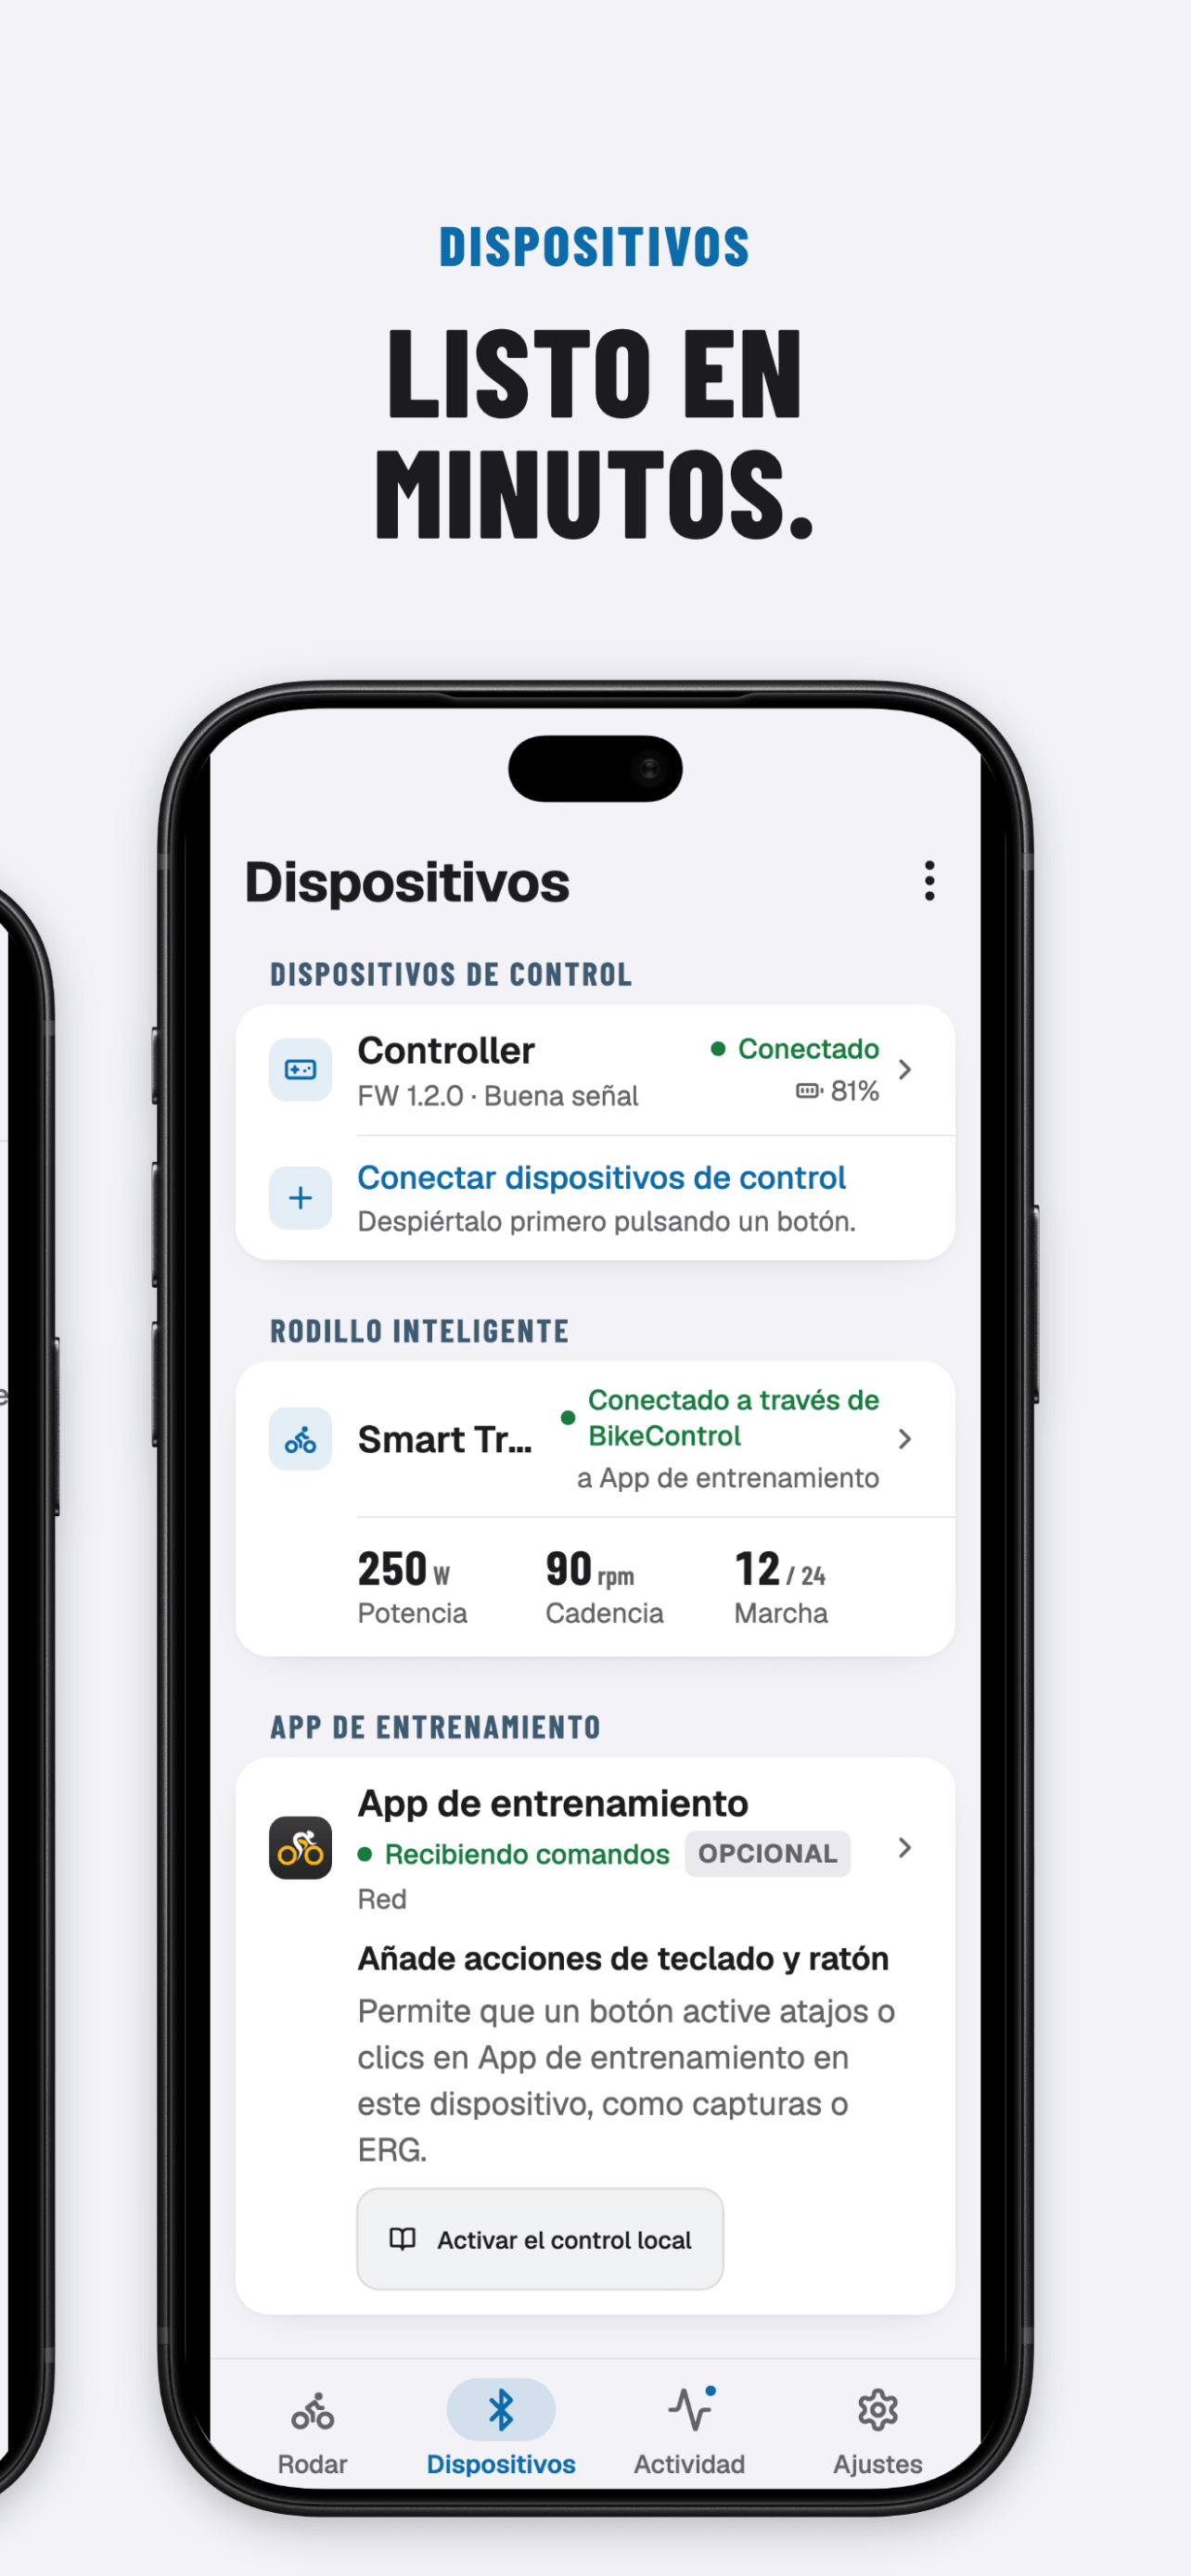 DISPOSITIVOS
LISTO EN
MINUTOS.
Dispositivos
DISPOSITIVOS DE CONTROL
Controller
Conectado
FW 1.2.0 · Buena señal
81%
Conectar dispositivos de control
Despiértalo primero pulsando un botón.
RODILLO INTELIGENTE
Smart Tr...
Conectado a través de
BikeControl
a App de entrenamiento
250 W
90 rpm
12 / 24
Potencia
Cadencia
Marcha
APP DE ENTRENAMIENTO
App de entrenamiento
Recibiendo comandos
OPCIONAL
Red
Añade acciones de teclado y ratón
Permite que un botón active atajos o
clics en App de entrenamiento en
este dispositivo, como capturas o
ERG.
Activar el control local
Rodar
Dispositivos
Actividad
Ajustes